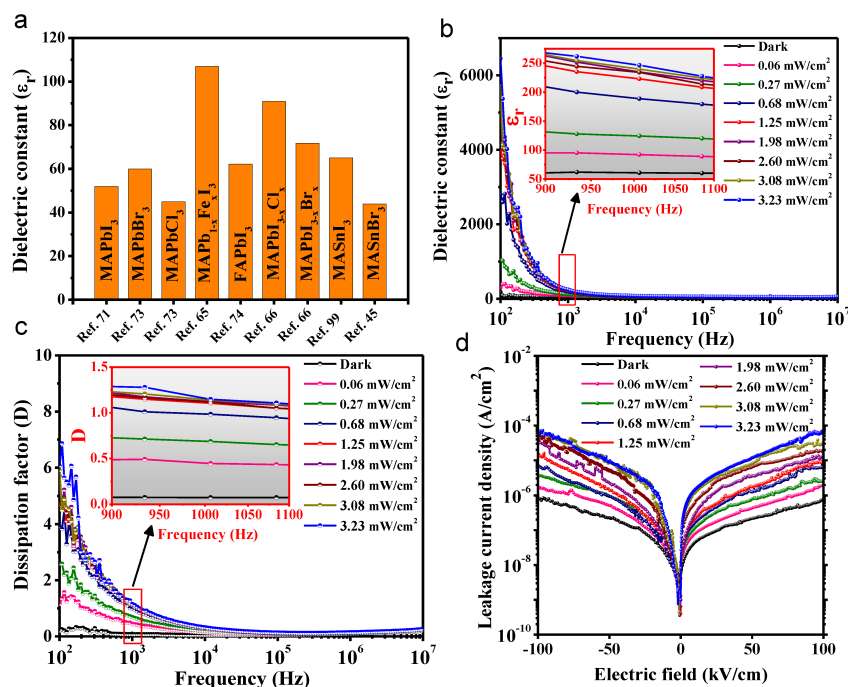 a
Dielectric constant (εr)
120
100
80
60
40
20
0
MAPbI3
MAPbBr3
MAPbCl3
MAPb1-xFexI3
FAPbI3
MAPbI3-xClx
MAPbI3-xBrx
MASnI3
MASnBr3
Ref. 71
Ref. 73
Ref. 73
Ref. 65
Ref. 74
Ref. 66
Ref. 66
Ref. 99
Ref. 45
b
Dielectric constant (εr)
6000
4000
2000
0
10^2
10^3
10^4
10^5
10^6
10^7
Frequency (Hz)
εr
250
200
150
100
50
900
950
1000
1050
1100
Frequency (Hz)
Dark
0.06 mW/cm²
0.27 mW/cm²
0.68 mW/cm²
1.25 mW/cm²
1.98 mW/cm²
2.60 mW/cm²
3.08 mW/cm²
3.23 mW/cm²
c
Dissipation factor (D)
10
8
6
4
2
0
10^2
10^3
10^4
10^5
10^6
10^7
Frequency (Hz)
D
1.5
1.0
0.5
0.0
900
950
1000
1050
1100
Frequency (Hz)
Dark
0.06 mW/cm²
0.27 mW/cm²
0.68 mW/cm²
1.25 mW/cm²
1.98 mW/cm²
2.60 mW/cm²
3.08 mW/cm²
3.23 mW/cm²
d
Leakage current density (A/cm²)
10^-2
10^-4
10^-6
10^-8
10^-10
-100
-50
0
50
100
Electric field (kV/cm)
Dark
0.06 mW/cm²
0.27 mW/cm²
0.68 mW/cm²
1.25 mW/cm²
1.98 mW/cm²
2.60 mW/cm²
3.08 mW/cm²
3.23 mW/cm²